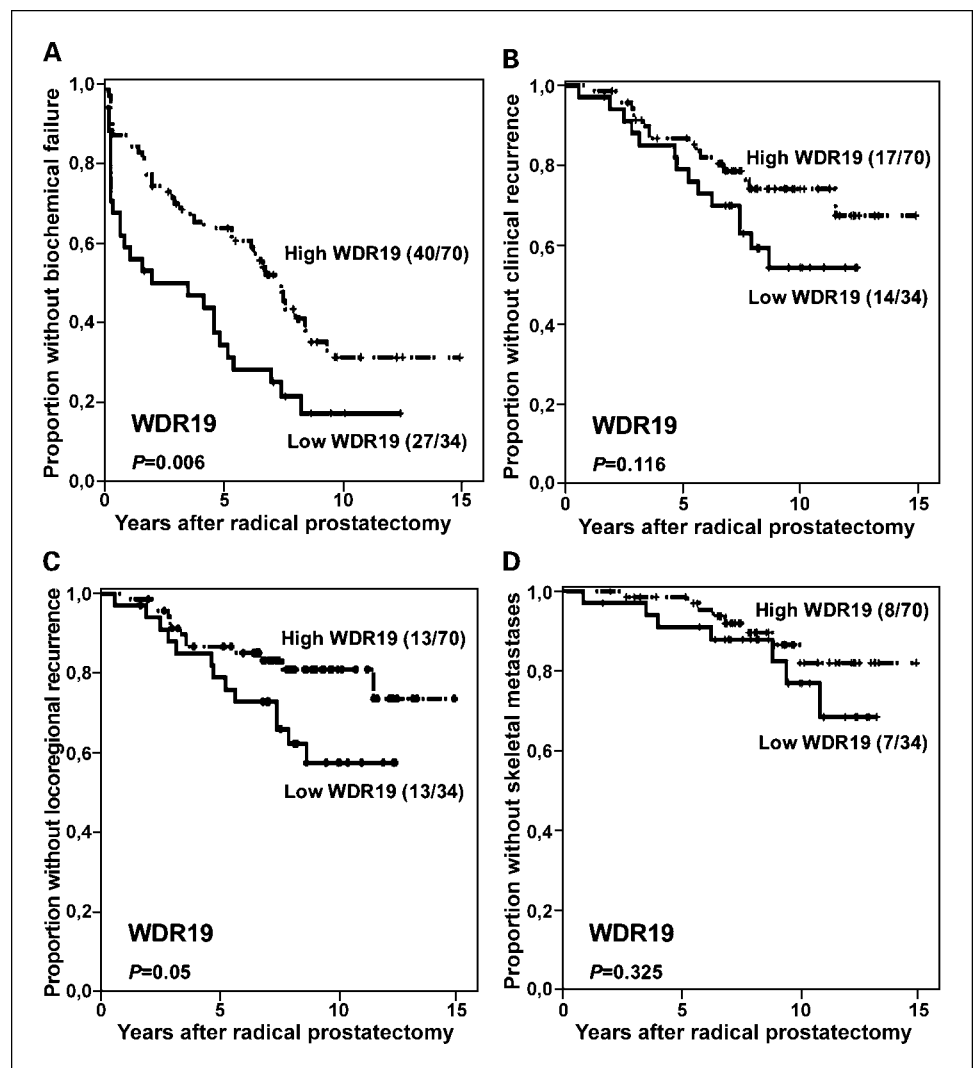 A
Proportion without biochemical failure
1,0
0,8
0,6
0,4
0,2
0,0
High WDR19 (40/70)
Low WDR19 (27/34)
WDR19
P=0.006
0 5 10 15
Years after radical prostatectomy
B
Proportion without clinical recurrence
1,0
0,8
0,6
0,4
0,2
0,0
High WDR19 (17/70)
Low WDR19 (14/34)
WDR19
P=0.116
0 5 10 15
Years after radical prostatectomy
C
Proportion without locoregional recurrence
1,0
0,8
0,6
0,4
0,2
0,0
High WDR19 (13/70)
Low WDR19 (13/34)
WDR19
P=0.05
0 5 10 15
Years after radical prostatectomy
D
Proportion without skeletal metastases
1,0
0,8
0,6
0,4
0,2
0,0
High WDR19 (8/70)
Low WDR19 (7/34)
WDR19
P=0.325
0 5 10 15
Years after radical prostatectomy